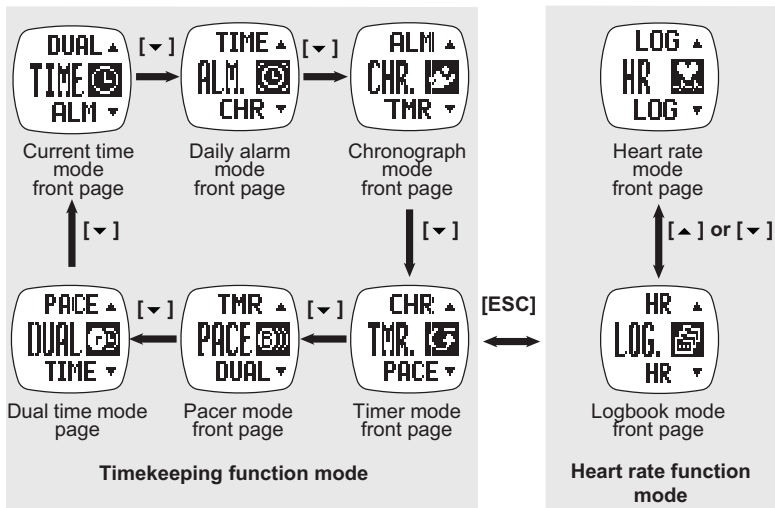 DUAL ▲
TIME
ALM ▼
Current time
mode
front page
[ ▼ ]
TIME ▲
ALM.
CHR ▼
Daily alarm
mode
front page
[ ▼ ]
ALM ▲
CHR.
TMR ▼
Chronograph
mode
front page
[ ▼ ]
[ ▼ ]
PACE ▲
DUAL
TIME ▼
Dual time mode
page
[ ▼ ]
TMR ▲
PACE
DUAL ▼
Pacer mode
front page
[ ▼ ]
CHR ▲
TMR.
PACE ▼
Timer mode
front page
Timekeeping function mode
[ESC]
LOG ▲
HR
LOG ▼
Heart rate
mode
front page
[ ▲ ] or [ ▼ ]
HR ▲
LOG.
HR ▼
Logbook mode
front page
Heart rate function
mode